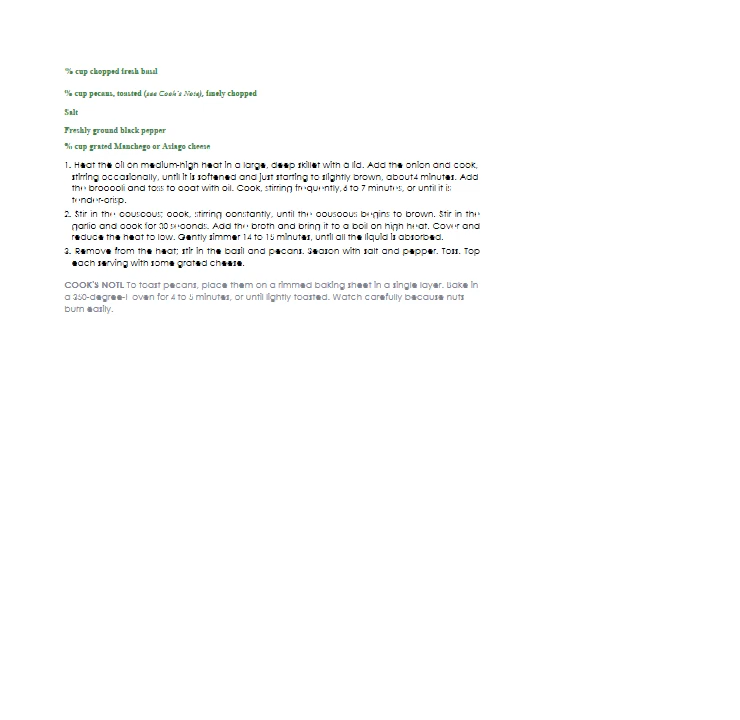 % cup chopped fresh basil
% cup pecans, toasted (see Cook's Note), finely chopped
Salt
Freshly ground black pepper
% cup grated Manchego or Asiago cheese
1. Heat the oil on medium-high heat in a large, deep skillet with a lid. Add the onion and cook,
stirring occasionally, until it is softened and just starting to slightly brown, about4 minutes. Add
the broccoli and toss to coat with oil. Cook, stirring frequently, 6 to 7 minutes, or until it is
tender-crisp.
2. Stir in the couscous; cook, stirring constantly, until the couscous begins to brown. Stir in the
garlic and cook for 30 seconds. Add the broth and bring it to a boil on high heat. Cover and
reduce the heat to low. Gently simmer 14 to 15 minutes, until all the liquid is absorbed.
3. Remove from the heat; stir in the basil and pecans. Season with salt and pepper. Toss. Top
each serving with some grated cheese.
COOK'S NOTE To toast pecans, place them on a rimmed baking sheet in a single layer. Bake in
a 350-degree-F oven for 4 to 5 minutes, or until lightly toasted. Watch carefully because nuts
burn easily.